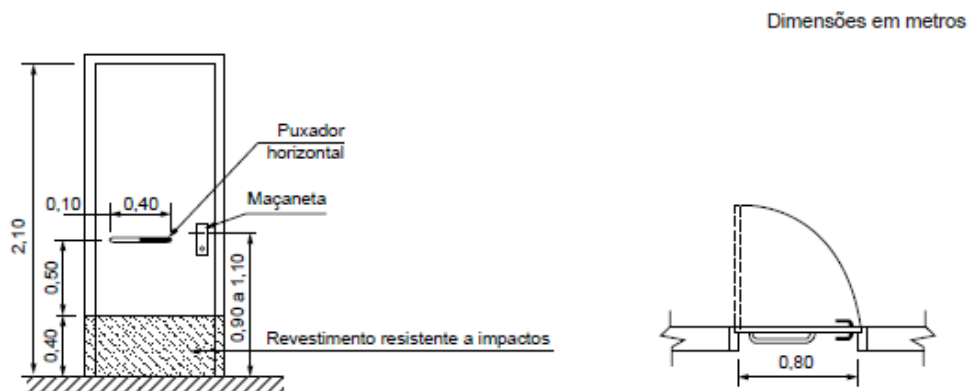 Dimensões em metros
Puxador
horizontal
0,10
0,40
Maçaneta
2,10
0,50
0,90 a 1,10
0,40
Revestimento resistente a impactos
0,80